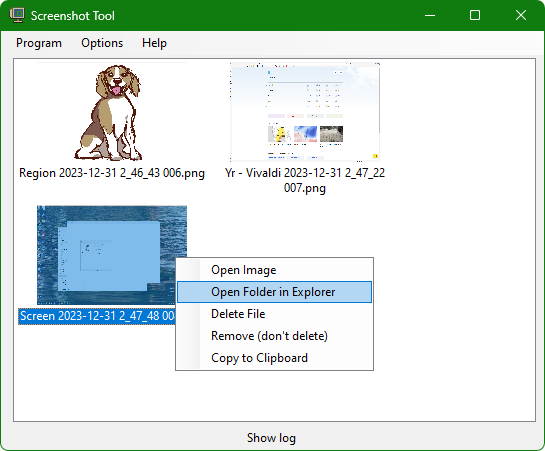 Screenshot Tool
Program Options Help
Region 2023-12-31 2_46_43 006.png
Yr - Vivaldi 2023-12-31 2_47_22
007.png
Screen 2023-12-31 2_47_48 00
Open Image
Open Folder in Explorer
Delete File
Remove (don't delete)
Copy to Clipboard
Show log